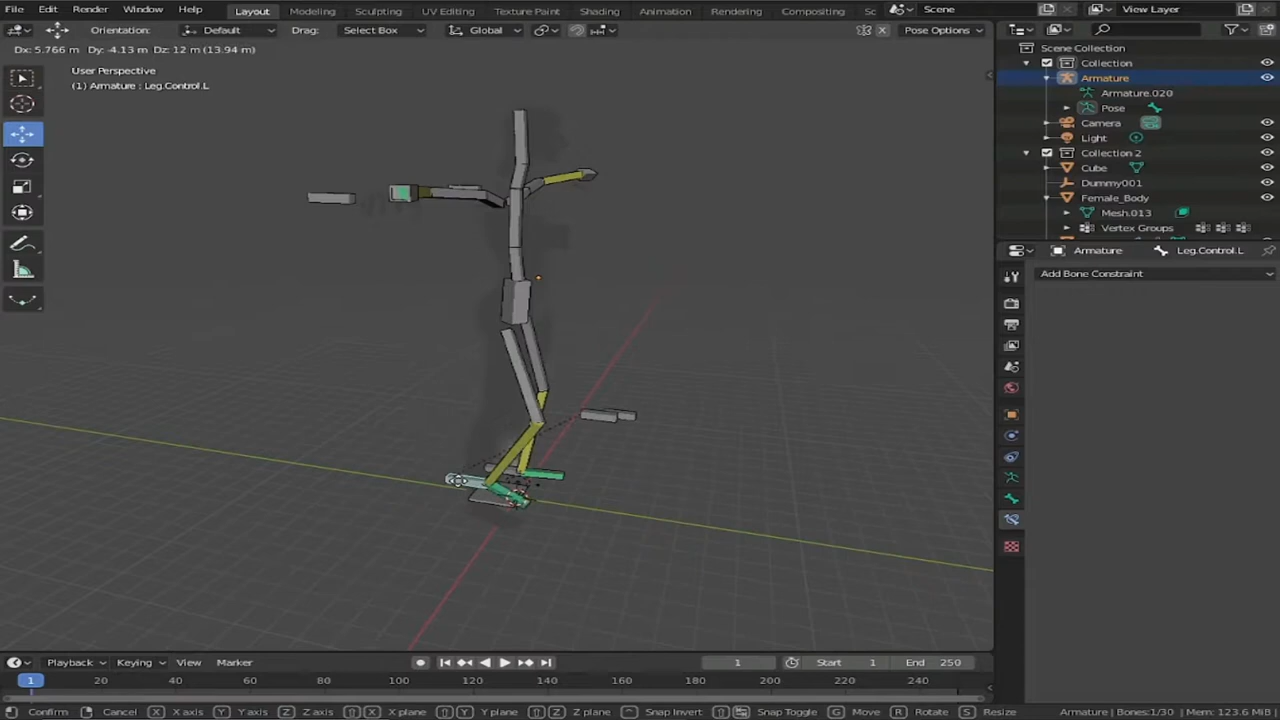 File Edit Render Window Help Layout Modeling Sculpting UV Editing Texture Paint Shading Animation Rendering Compositing Sc Scene View Layer
Orientation: Default Drag: Select Box Global Pose Options
Dx: 5.766 m Dy: -4.13 m Dz: 12 m (13.94 m)
User Perspective
(1) Armature : Leg.Control.L
Scene Collection
Collection
Armature
Armature.020
Pose
Camera
Light
Collection 2
Cube
Dummy001
Female_Body
Mesh.013
Vertex Groups
Armature Leg.Control.L
Add Bone Constraint
Playback Keying View Marker 1 Start 1 End 250
1 20 40 60 80 100 120 140 160 180 200 220 240
Confirm Cancel X X axis Y Y axis Z Z axis X X plane Y Y plane Z Z plane Snap Invert Snap Toggle G Move R Rotate S Resize Armature | Bones:1/30 | Mem: 123.6 MiB